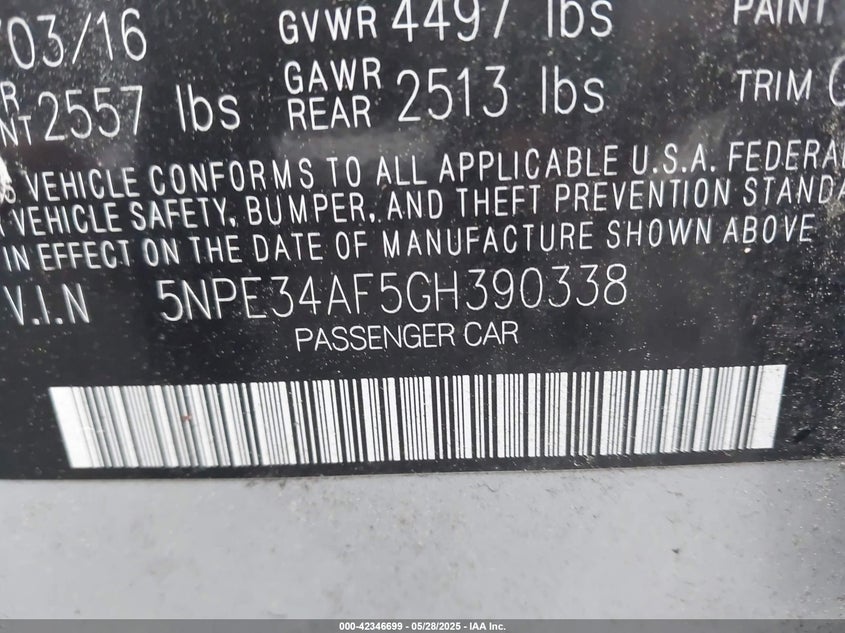 /03/16 GVWR 4497 lbs PAINT
2557 lbs GAWR REAR 2513 lbs TRIM
VEHICLE CONFORMS TO ALL APPLICABLE U.S.A. FEDERAL
VEHICLE SAFETY, BUMPER, AND THEFT PREVENTION STANDA
IN EFFECT ON THE DATE OF MANUFACTURE SHOWN ABOVE
V.I.N 5NPE34AF5GH390338
PASSENGER CAR
000-42346699 | 05/28/2025 - IAA Inc.